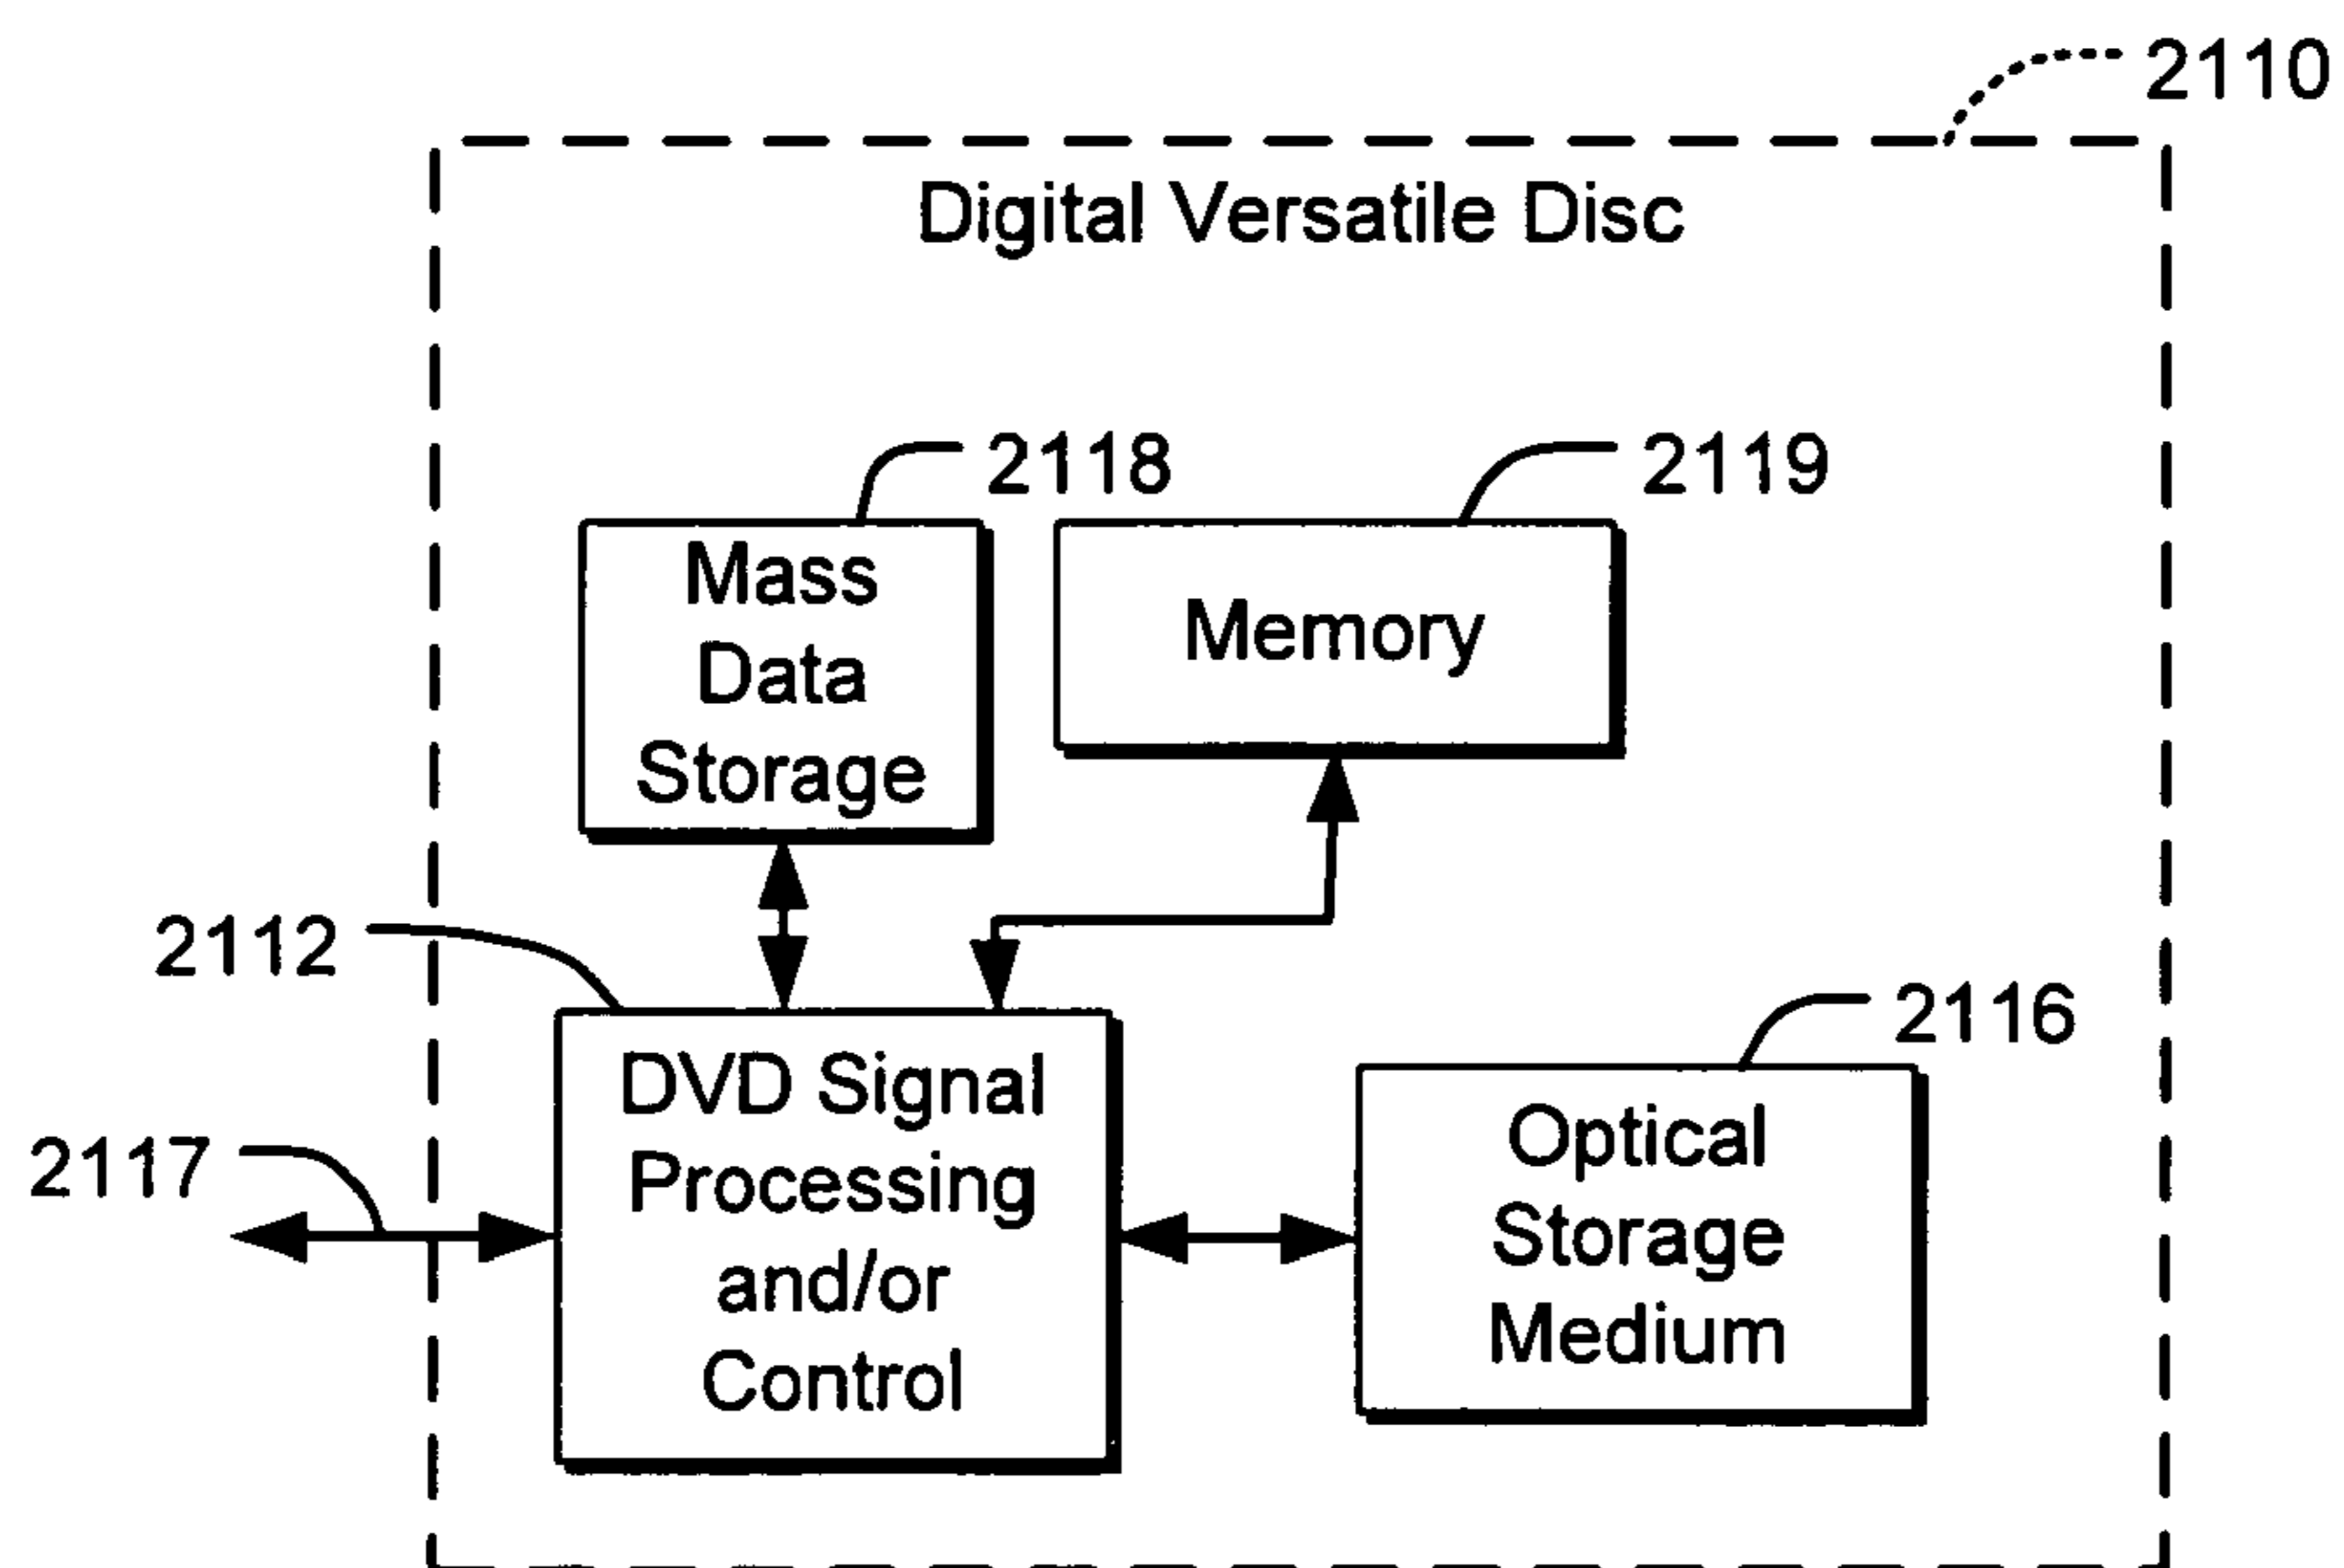 2110
Digital Versatile Disc
2118
2119
Mass
Data
Storage
Memory
2112
2116
DVD Signal
Processing
and/or
Control
2117
Optical
Storage
Medium